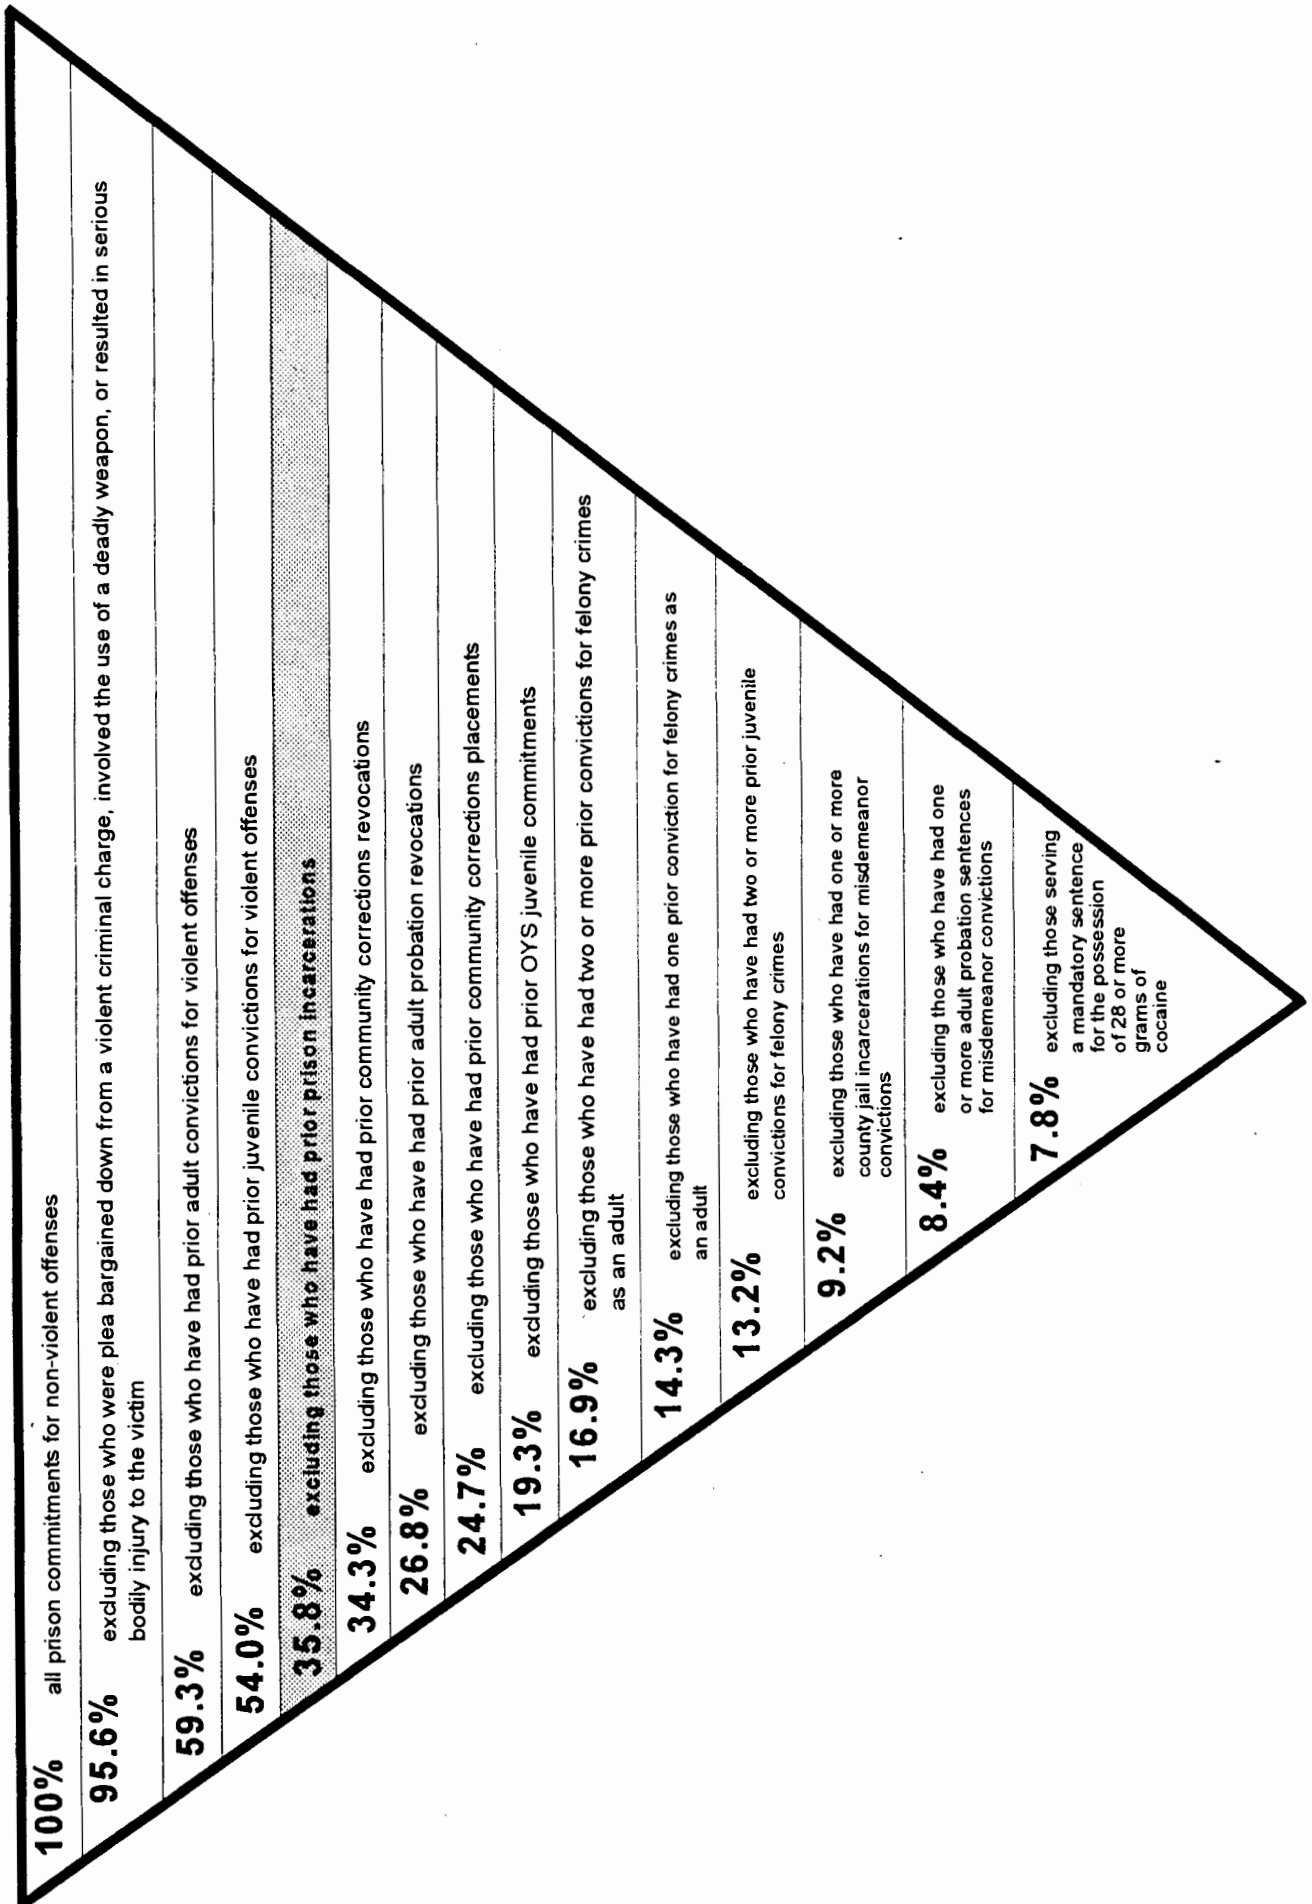 100% all prison commitments for non-violent offenses
95.6% excluding those who were plea bargained down from a violent criminal charge, involved the use of a deadly weapon, or resulted in serious
bodily injury to the victim
59.3% excluding those who have had prior adult convictions for violent offenses
54.0% excluding those who have had prior juvenile convictions for violent offenses
35.8% excluding those who have had prior prison incarcerations
34.3% excluding those who have had prior community corrections revocations
26.8% excluding those who have had prior adult probation revocations
24.7% excluding those who have had prior community corrections placements
19.3% excluding those who have had prior OYS juvenile commitments
16.9% excluding those who have had two or more prior convictions for felony crimes
as an adult
14.3% excluding those who have had one prior conviction for felony crimes as
an adult
13.2% excluding those who have had two or more prior juvenile
convictions for felony crimes
9.2% excluding those who have had one or more
county jail incarcerations for misdemeanor
convictions
8.4% excluding those who have had one
or more adult probation sentences
for misdemeanor convictions
7.8% excluding those serving
a mandatory sentence
for the possession
of 28 or more
grams of
cocaine